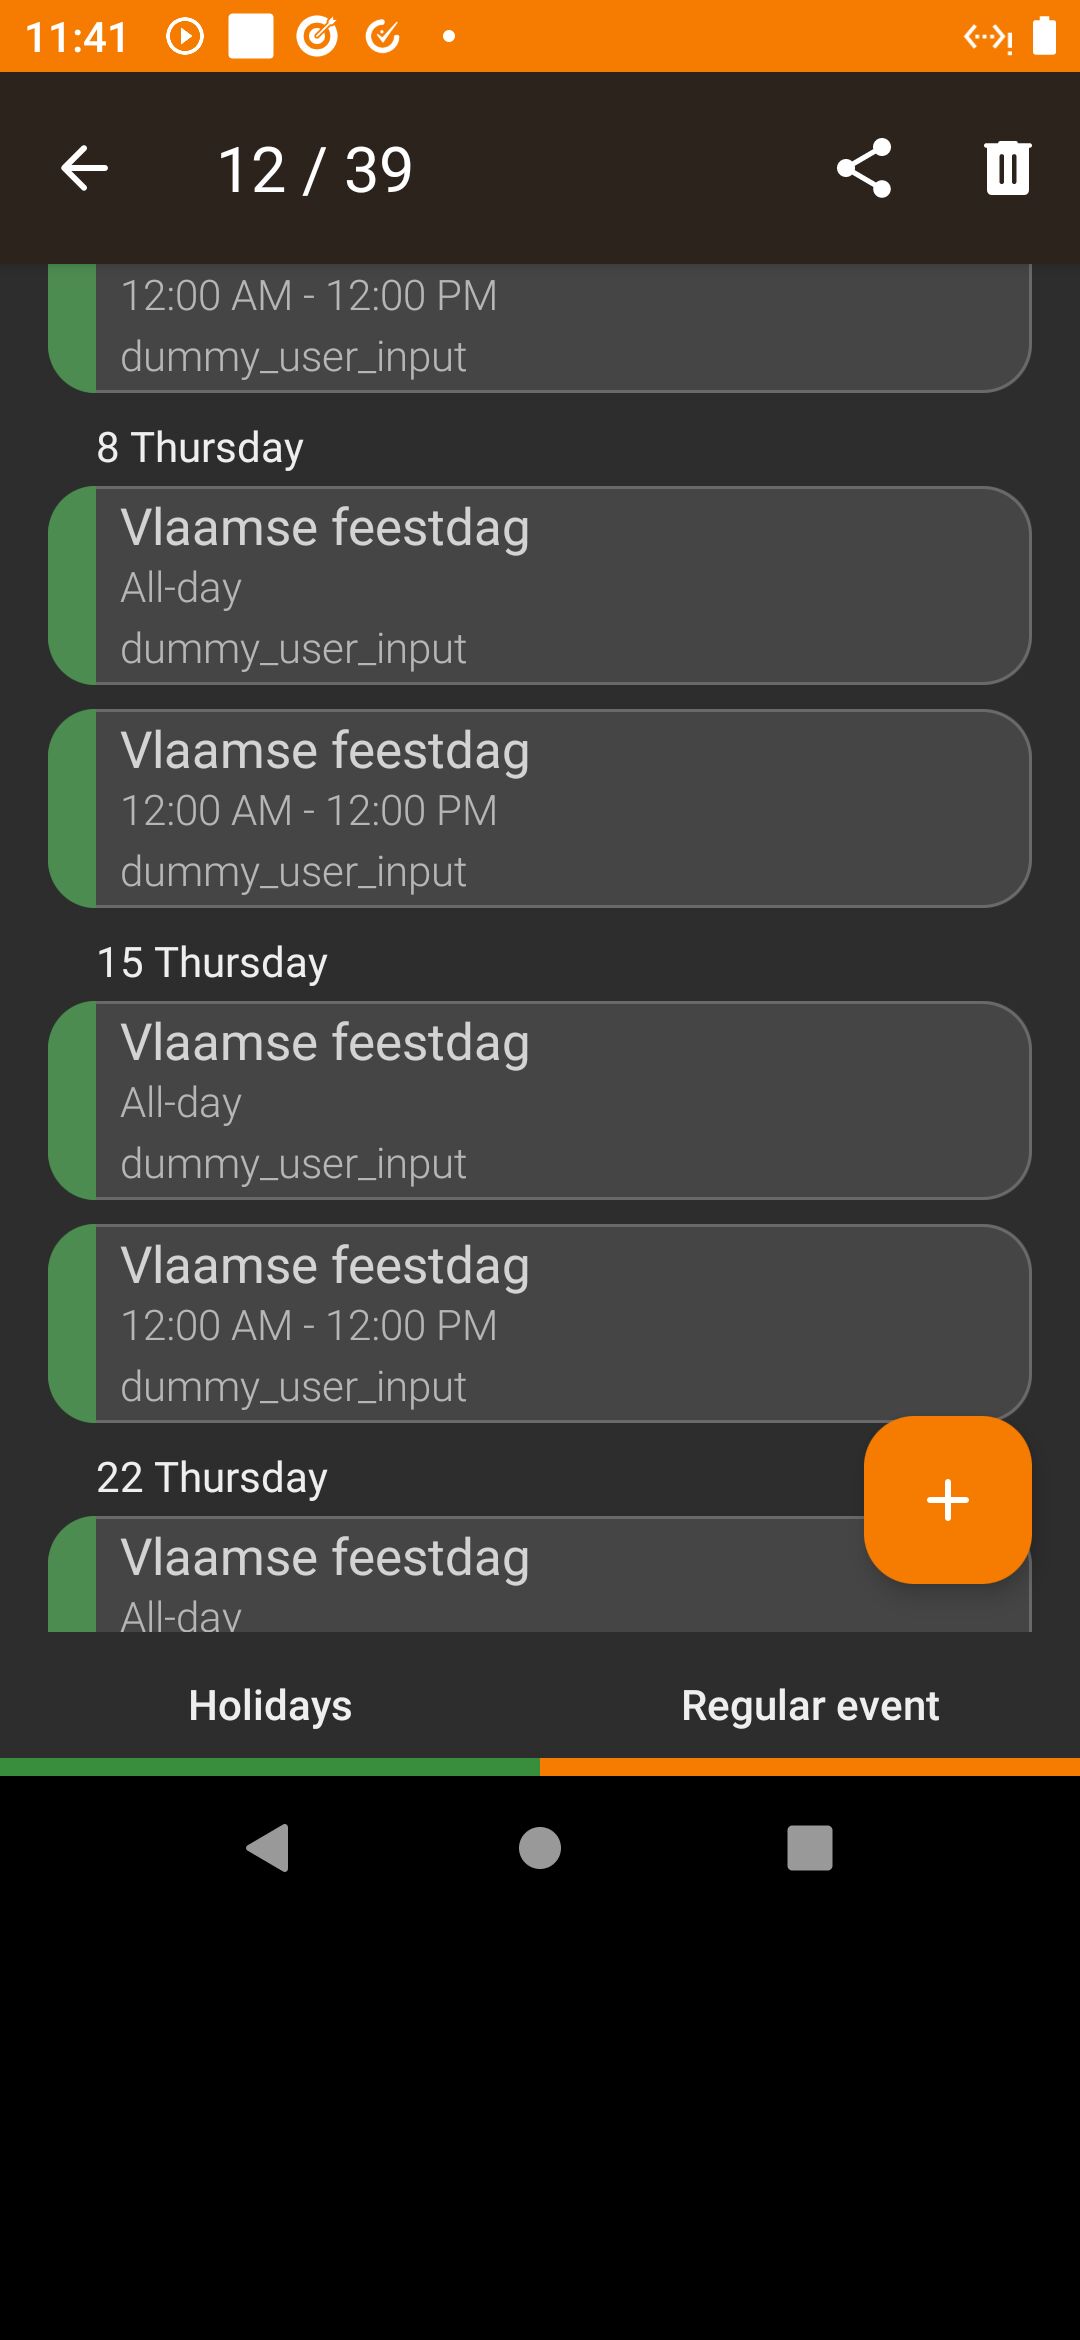 11:41
12 / 39
12:00 AM - 12:00 PM
dummy_user_input
8 Thursday
Vlaamse feestdag
All-day
dummy_user_input
Vlaamse feestdag
12:00 AM - 12:00 PM
dummy_user_input
15 Thursday
Vlaamse feestdag
All-day
dummy_user_input
Vlaamse feestdag
12:00 AM - 12:00 PM
dummy_user_input
22 Thursday
Vlaamse feestdag
All-day
Holidays
Regular event